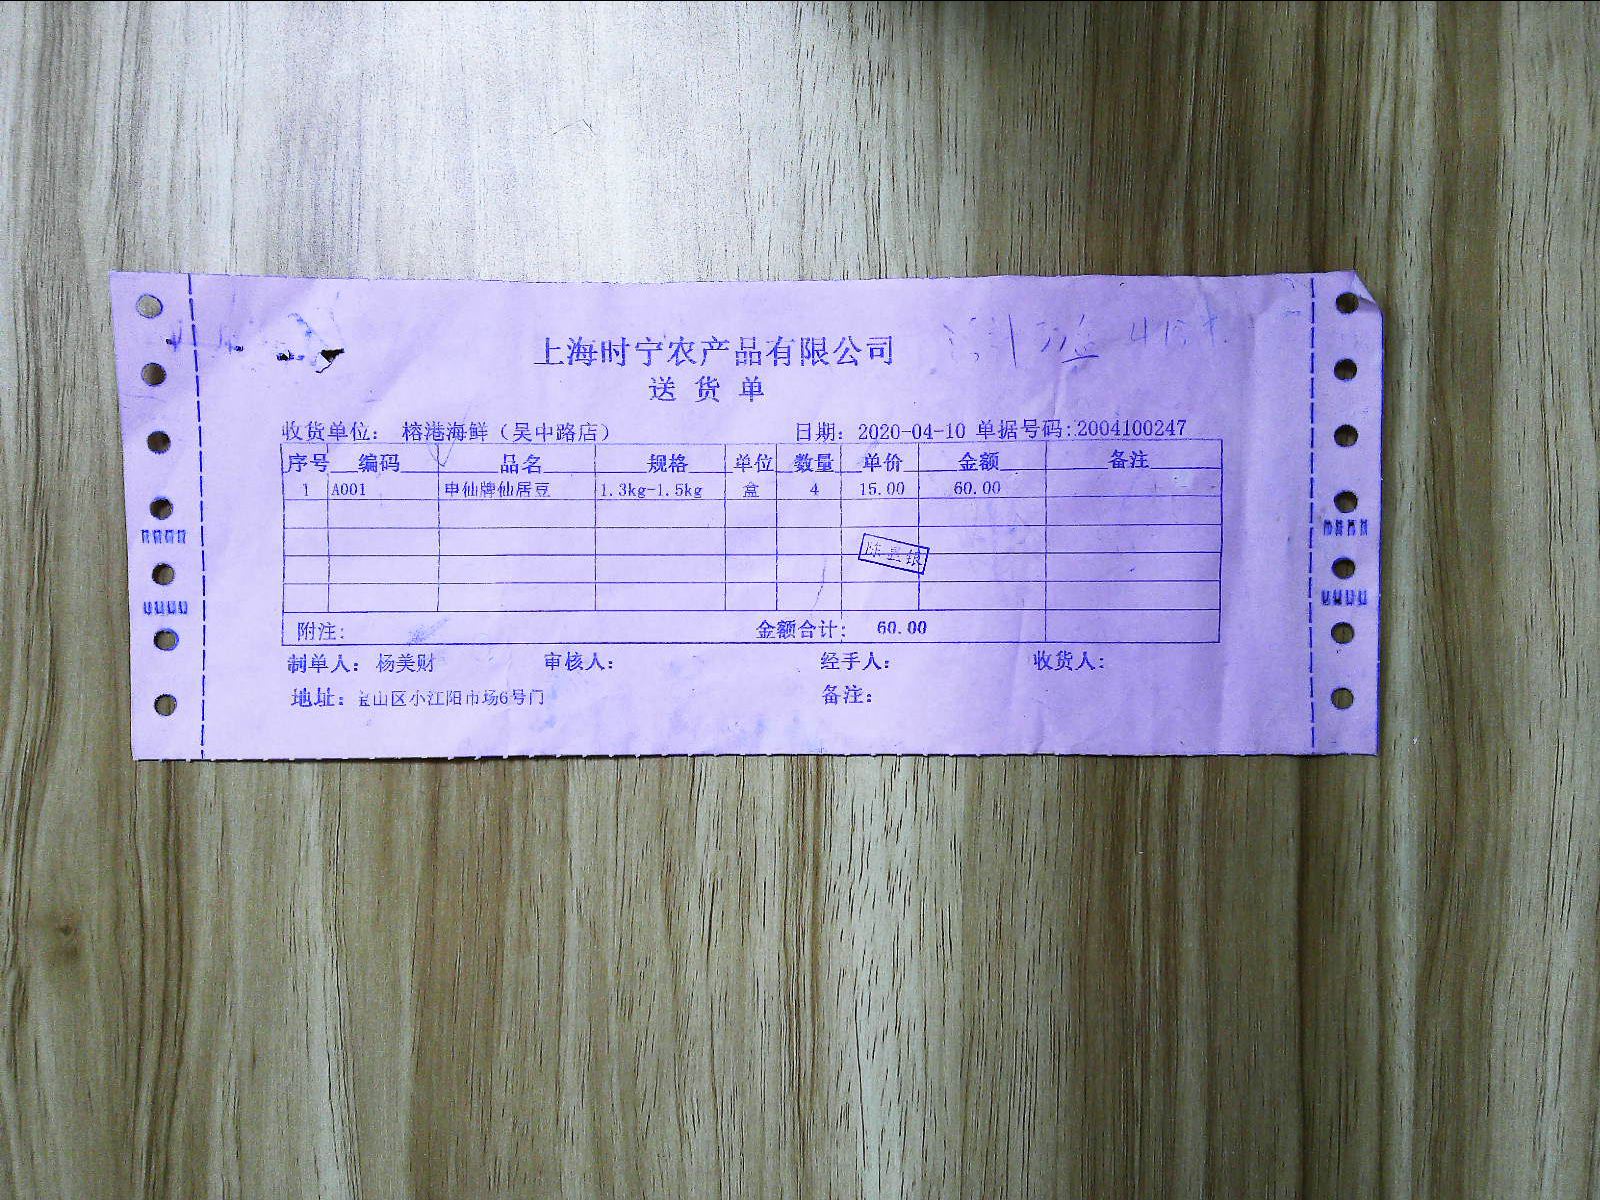 上海时宁农产品有限公司
送货单
收货单位： 榕港海鲜（吴中路店） 日期：2020-04-10 单据号码:2004100247
序号 编码 品名 规格 单位 数量 单价 金额 备注
1 A001 申仙牌仙居豆 1.3kg-1.5kg 盒 4 15.00 60.00
附注： 金额合计： 60.00
制单人：杨美财 审核人： 经手人： 收货人：
地址：宝山区小江阳市场6号门 备注：